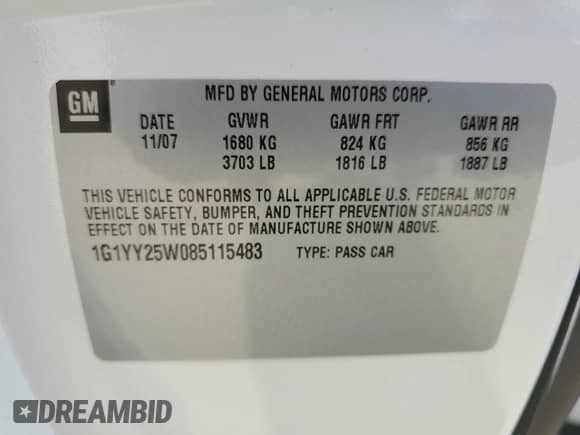 GM
MFD BY GENERAL MOTORS CORP.
DATE GVWR GAWR FRT GAWR RR
11/07 1680 KG 824 KG 856 KG
3703 LB 1816 LB 1887 LB
THIS VEHICLE CONFORMS TO ALL APPLICABLE U.S. FEDERAL MOTOR
VEHICLE SAFETY, BUMPER, AND THEFT PREVENTION STANDARDS IN
EFFECT ON THE DATE OF MANUFACTURE SHOWN ABOVE.
1G1YY25W085115483 TYPE: PASS CAR
DREAMBID